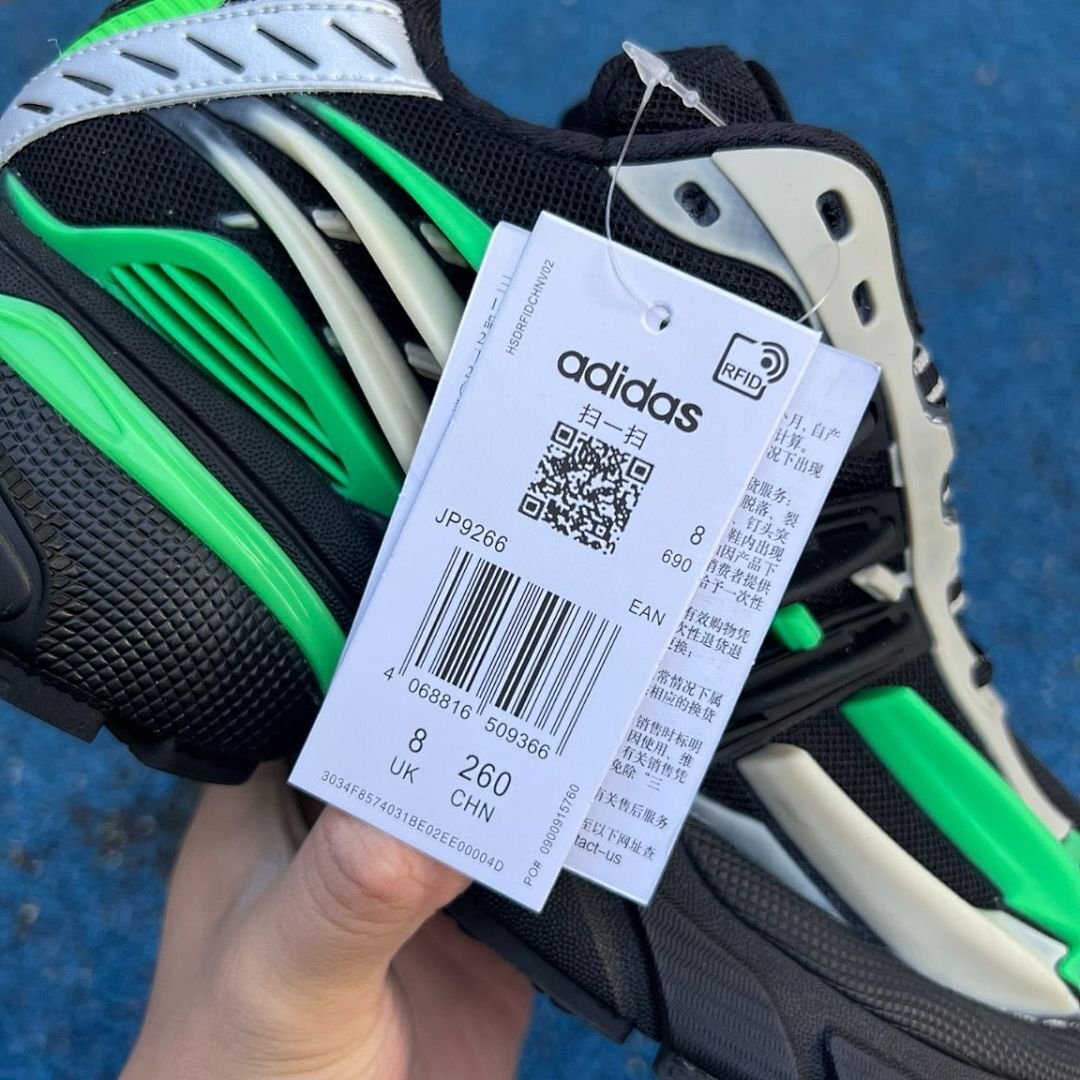 HSDRFIDCHNV02
RFID
adidas
扫一扫
JP9266
8
690
EAN
4 068816 509366
8
UK
260
CHN
3034F8574031BE02EE00004D
PO# 0900915760
月, 自产
计算。
况下出现
货服务：
脱落、裂
、钉头突
鞋内出现
因产品下
消费者提供
给予一次性
有效购物凭
次性退货退
更换；
常情况下属
相应的换货
销售时标明
因使用、维
有关销售凭
免除“三
有关售后服务
至以下网址查
tact-us